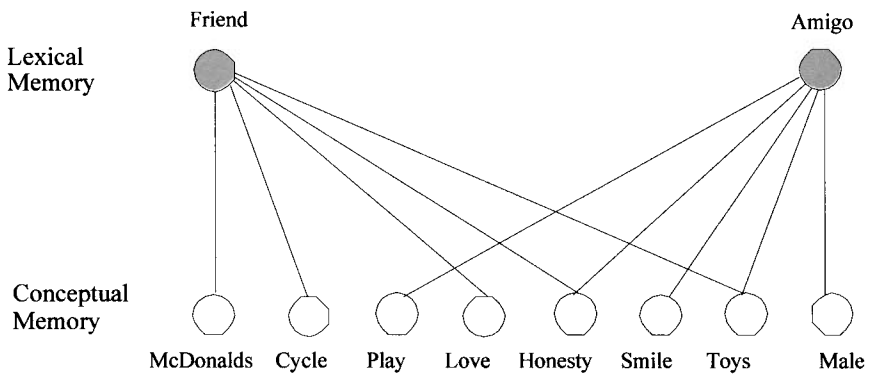 Friend Amigo
Lexical
Memory
Conceptual
Memory
McDonalds Cycle Play Love Honesty Smile Toys Male